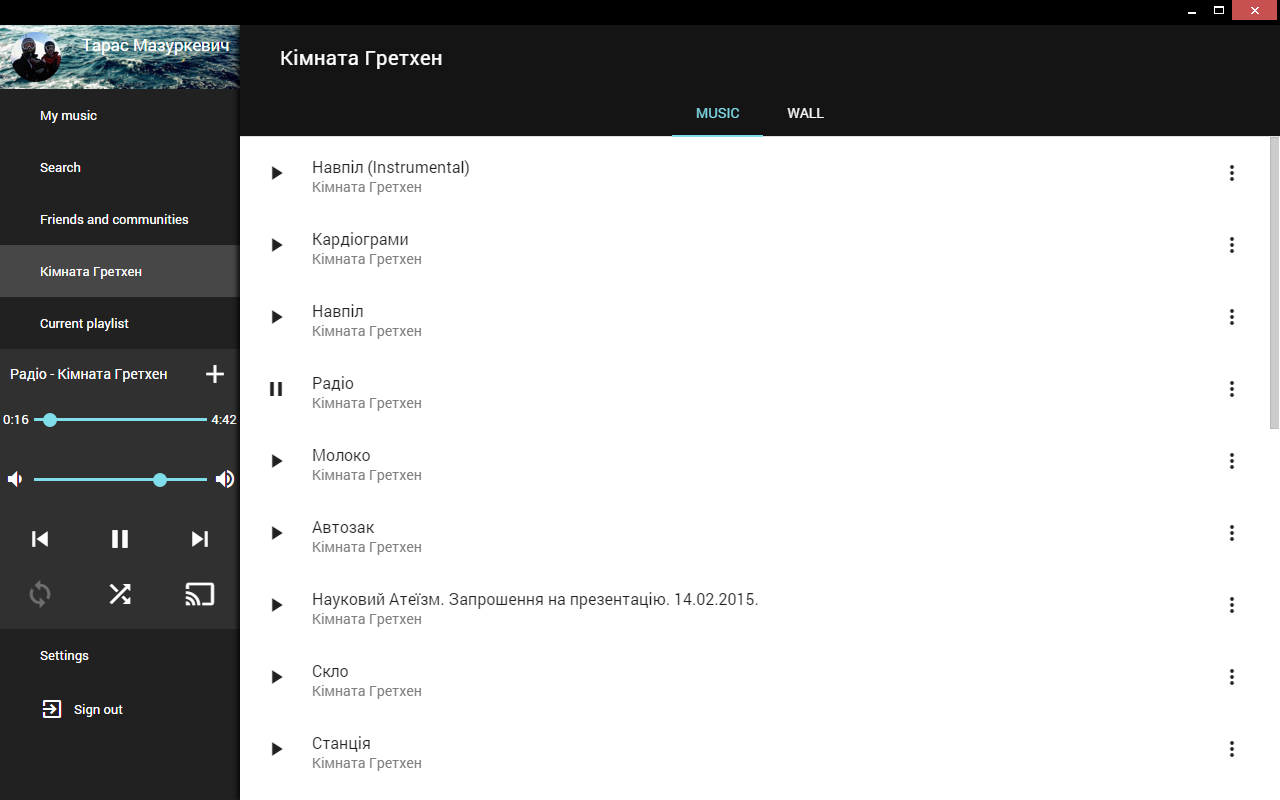 Тарас Мазуркевич
My music
Search
Friends and communities
Кімната Гретхен
Current playlist
Радіо - Кімната Гретхен
0:16
4:42
Settings
Sign out
Кімната Гретхен
MUSIC
WALL
Навпіл (Instrumental)
Кімната Гретхен
Кардіограми
Кімната Гретхен
Навпіл
Кімната Гретхен
Радіо
Кімната Гретхен
Молоко
Кімната Гретхен
Автозак
Кімната Гретхен
Науковий Атеїзм. Запрошення на презентацію. 14.02.2015.
Кімната Гретхен
Скло
Кімната Гретхен
Станція
Кімната Гретхен